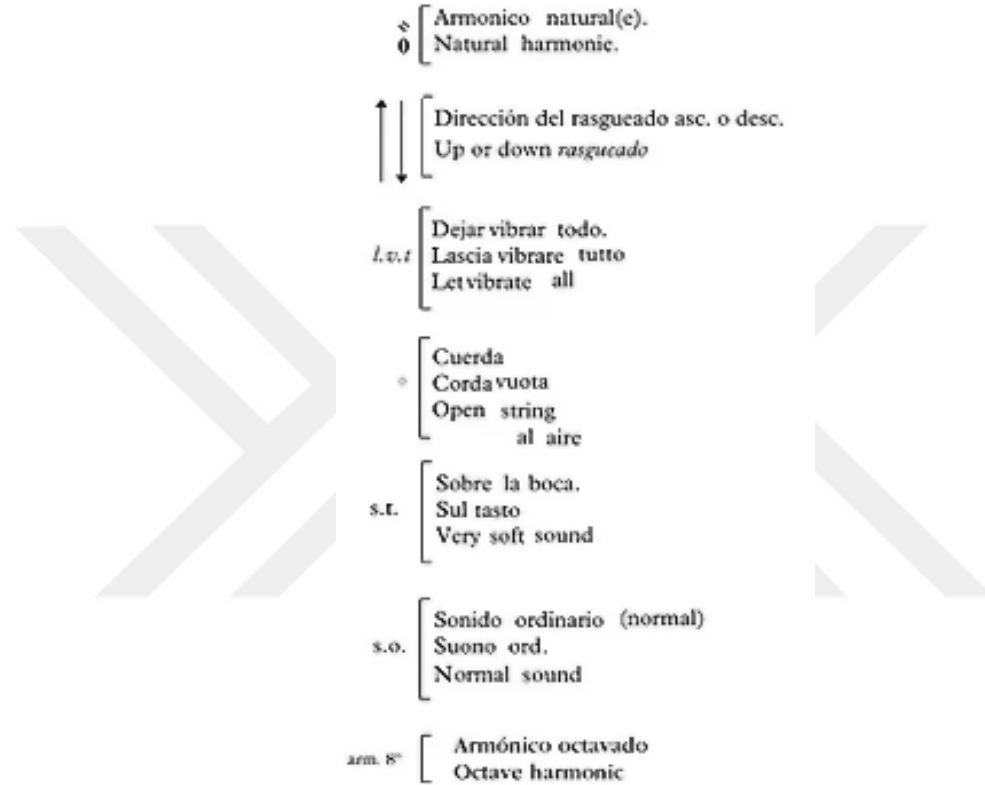 Armonico natural(e).
0 Natural harmonic.
Dirección del rasgueado asc. o desc.
Up or down rasgueado
Dejar vibrar todo.
l.v.t Lascia vibrare tutto
Let vibrate all
Cuerda
Corda vuota
Open string
al aire
Sobre la boca.
s.t. Sul tasto
Very soft sound
Sonido ordinario (normal)
s.o. Suono ord.
Normal sound
arm. 8ª Armónico octavado
Octave harmonic